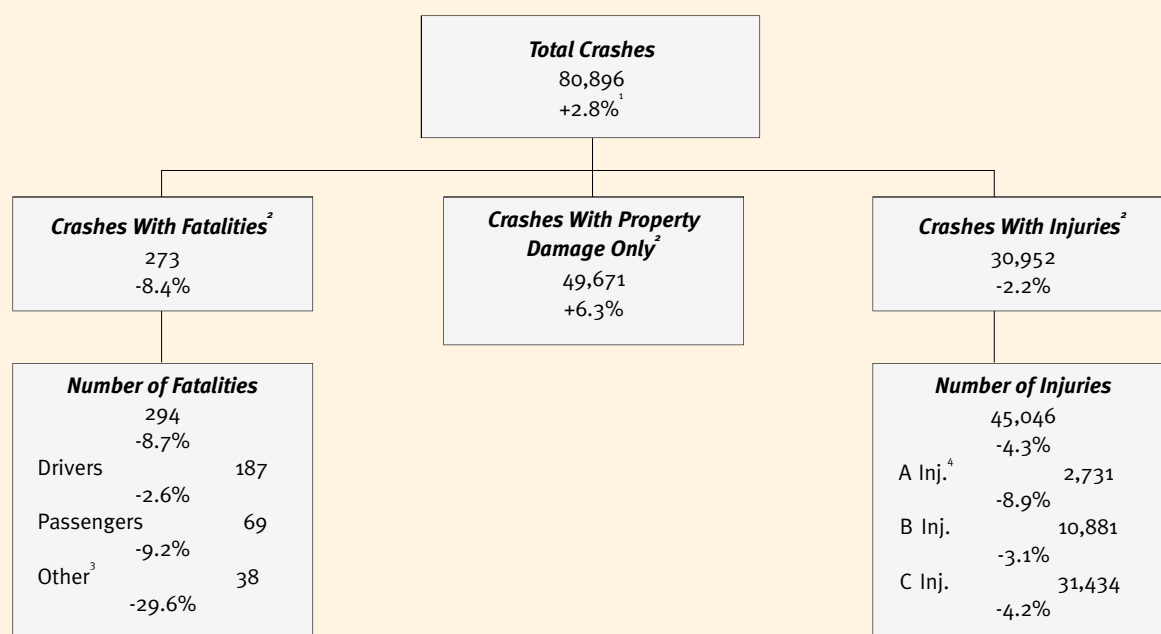 Total Crashes
80,896
+2.8%¹
Crashes With Fatalities²
273
-8.4%
Crashes With Property
Damage Only²
49,671
+6.3%
Crashes With Injuries²
30,952
-2.2%
Number of Fatalities
294
-8.7%
Drivers 187
-2.6%
Passengers 69
-9.2%
Other³ 38
-29.6%
Number of Injuries
45,046
-4.3%
A Inj.⁴ 2,731
-8.9%
B Inj. 10,881
-3.1%
C Inj. 31,434
-4.2%